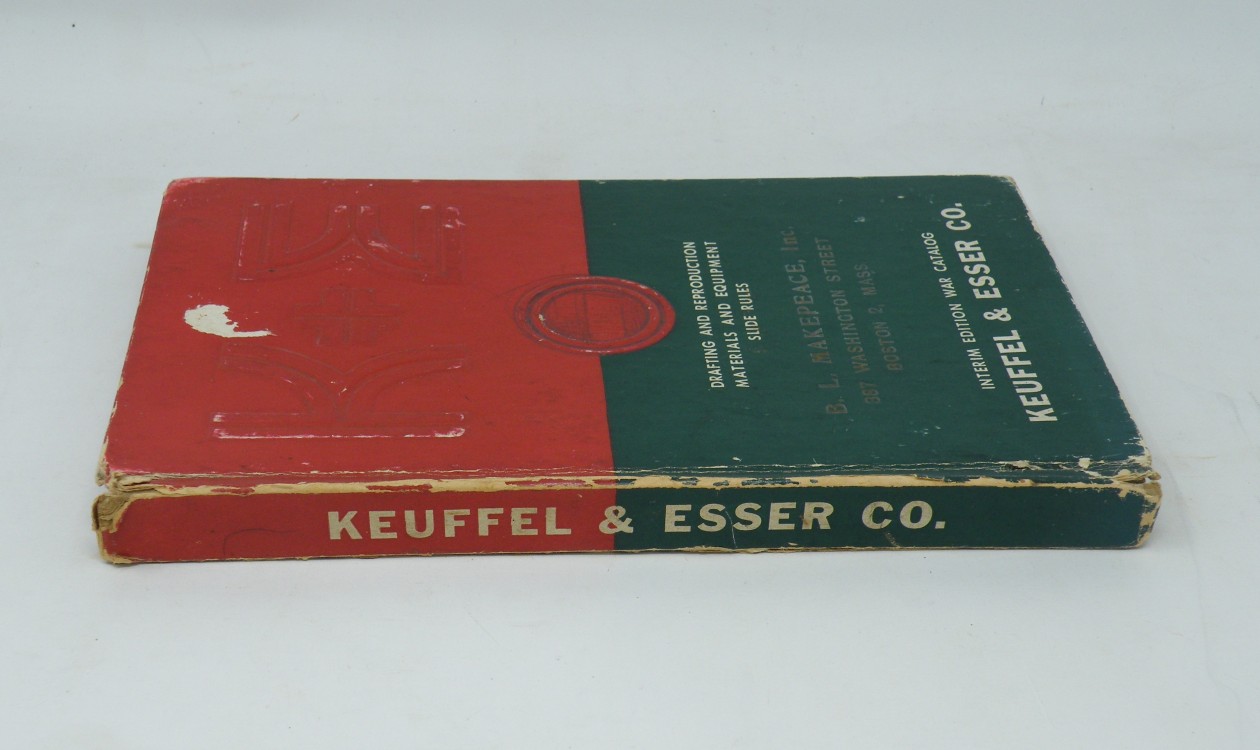 DRAFTING AND REPRODUCTION
MATERIALS AND EQUIPMENT
SLIDE RULES
B. L. MAKEPEACE, Inc.
387 WASHINGTON STREET
BOSTON 2, MASS
INTERIM EDITION WAR CATALOG
KEUFFEL & ESSER CO.
KEUFFEL & ESSER CO.